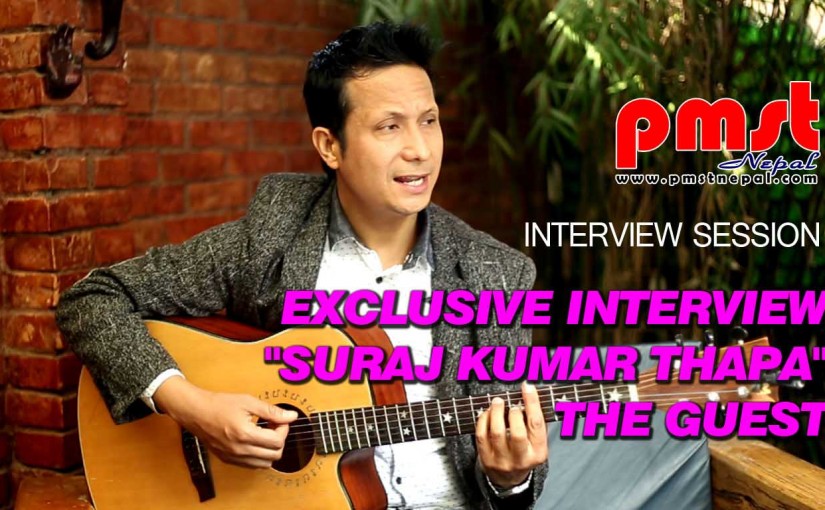 pmst
Nepal
www.pmstnepal.com
INTERVIEW SESSION
EXCLUSIVE INTERVIEW
"SURAJ KUMAR THAPA"
THE GUEST